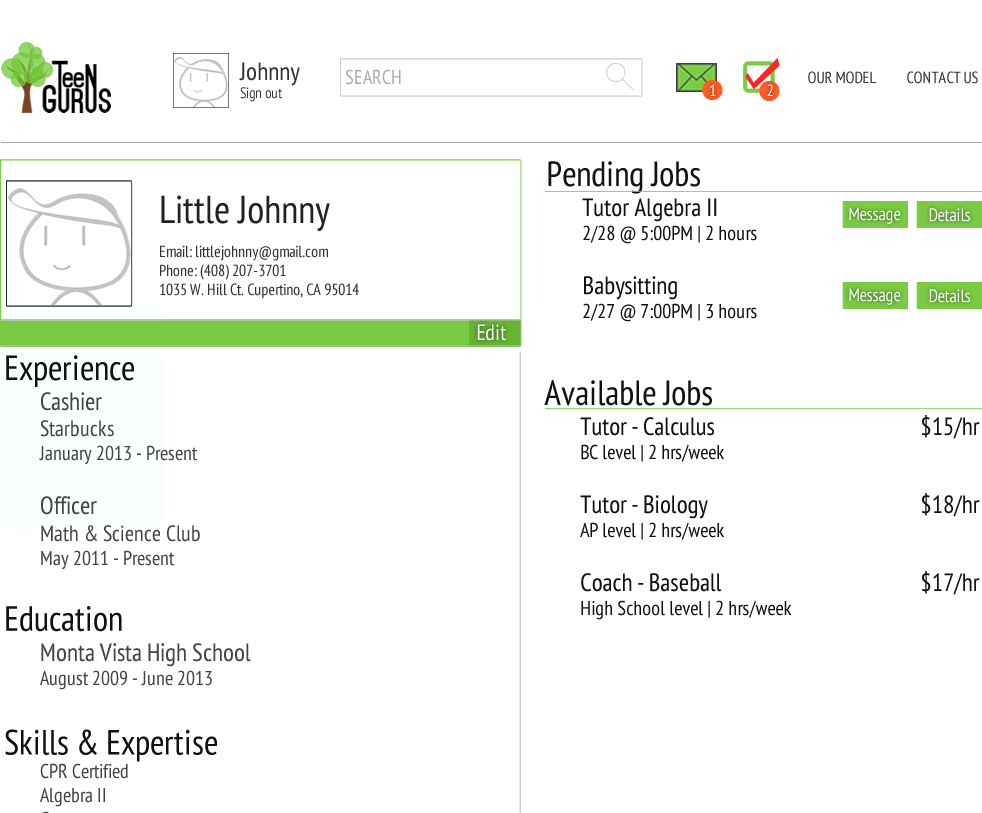 TeeN
GURUS
Johnny
Sign out
SEARCH
1
2
OUR MODEL
CONTACT US
Little Johnny
Email: littlejohnny@gmail.com
Phone: (408) 207-3701
1035 W. Hill Ct. Cupertino, CA 95014
Edit
Experience
Cashier
Starbucks
January 2013 - Present
Officer
Math & Science Club
May 2011 - Present
Education
Monta Vista High School
August 2009 - June 2013
Skills & Expertise
CPR Certified
Algebra II
Pending Jobs
Tutor Algebra II
2/28 @ 5:00PM | 2 hours
Message
Details
Babysitting
2/27 @ 7:00PM | 3 hours
Message
Details
Available Jobs
Tutor - Calculus
$15/hr
BC level | 2 hrs/week
Tutor - Biology
$18/hr
AP level | 2 hrs/week
Coach - Baseball
$17/hr
High School level | 2 hrs/week